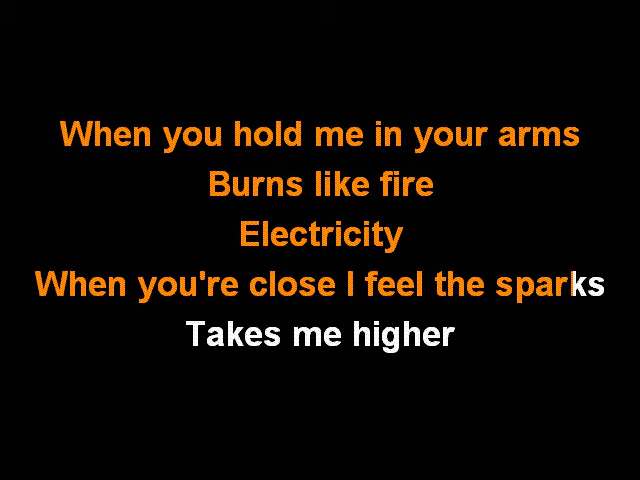 When you hold me in your arms
Burns like fire
Electricity
When you're close I feel the sparks
Takes me higher